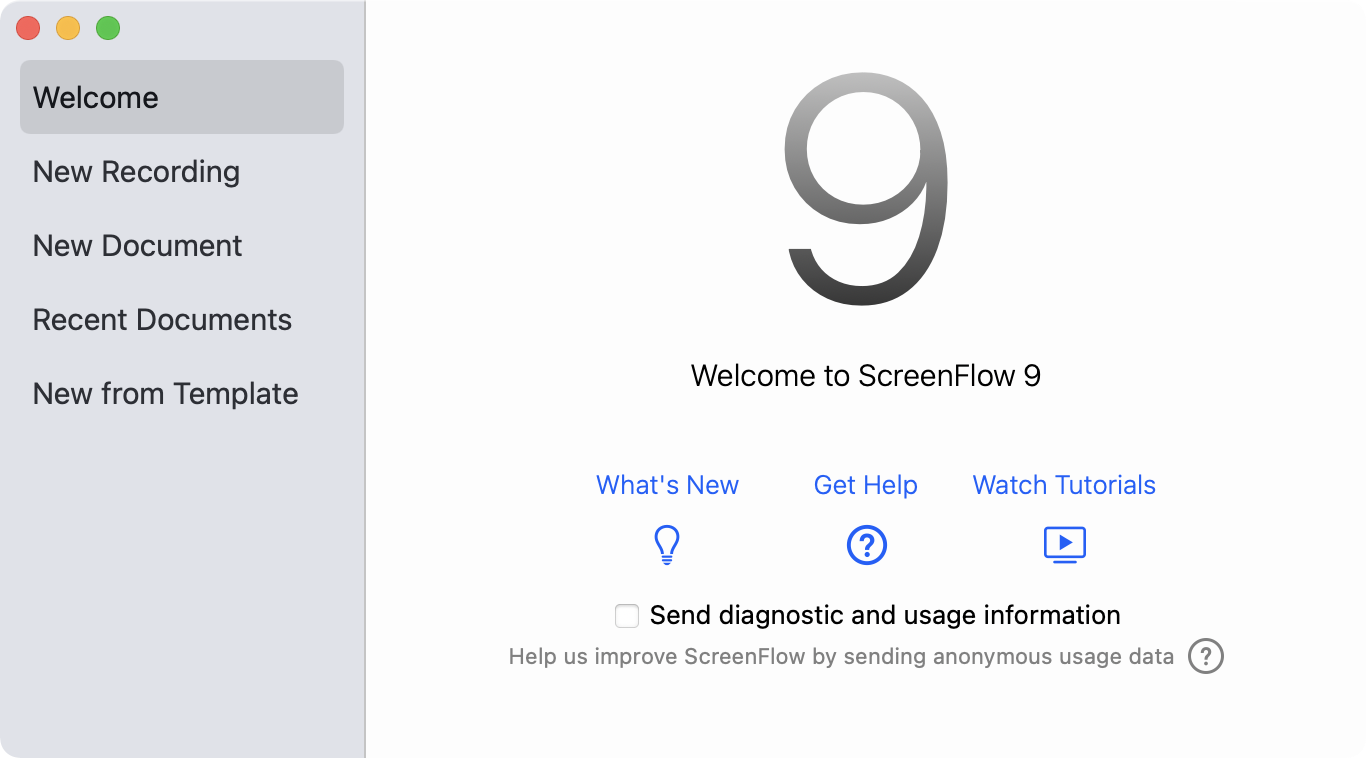 Welcome
New Recording
New Document
Recent Documents
New from Template
9
Welcome to ScreenFlow 9
What's New
Get Help
Watch Tutorials
?
Send diagnostic and usage information
Help us improve ScreenFlow by sending anonymous usage data ?